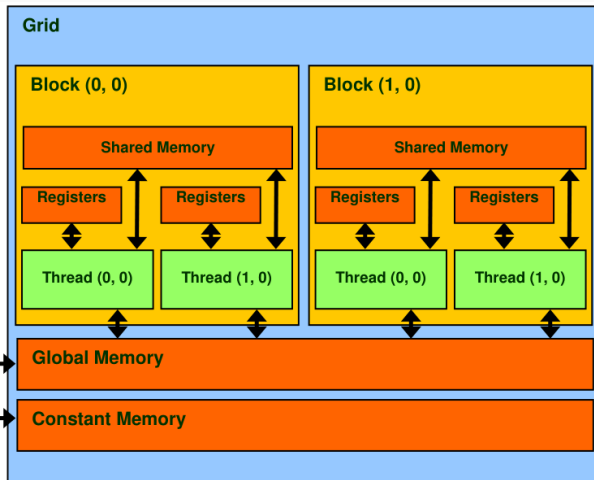 Grid
Block (0, 0)
Block (1, 0)
Shared Memory
Shared Memory
Registers
Registers
Registers
Registers
Thread (0, 0)
Thread (1, 0)
Thread (0, 0)
Thread (1, 0)
Global Memory
Constant Memory